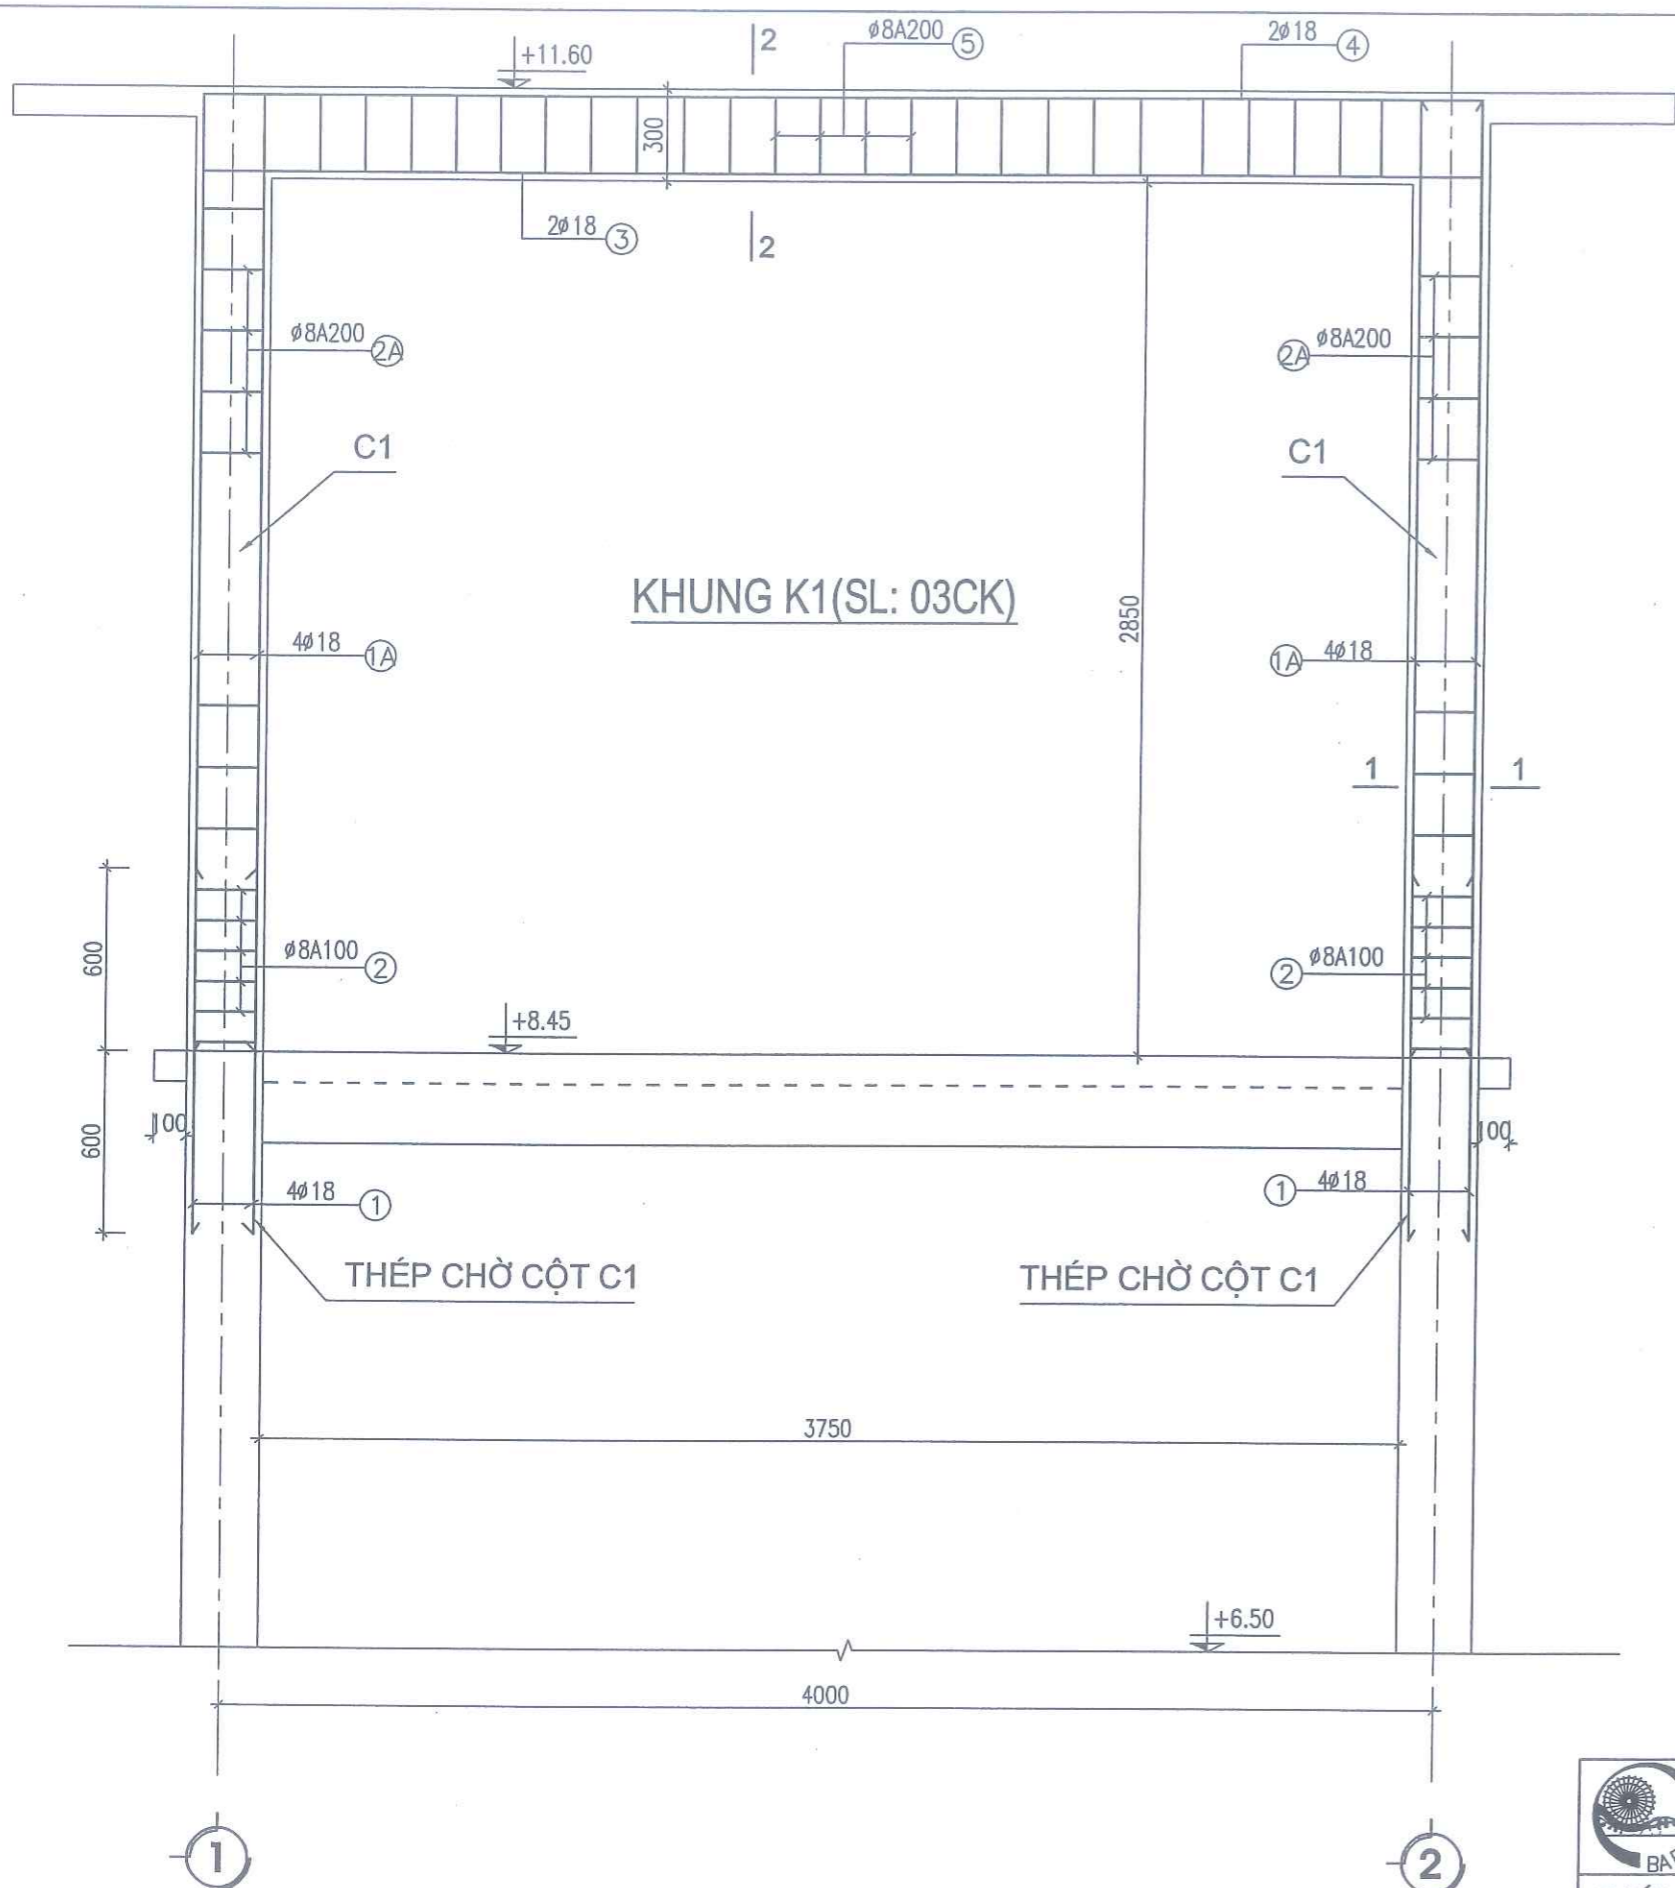 2
ø8A200 5
2ø18 4
+11.60
300
2ø18 3
2
ø8A200 2A
2A ø8A200
C1
C1
KHUNG K1(SL: 03CK)
2850
4ø18 1A
1A 4ø18
1 1
600
ø8A100 2
2 ø8A100
+8.45
600
100
100
4ø18 1
1 4ø18
THÉP CHỜ CỘT C1
THÉP CHỜ CỘT C1
3750
+6.50
4000
1
2